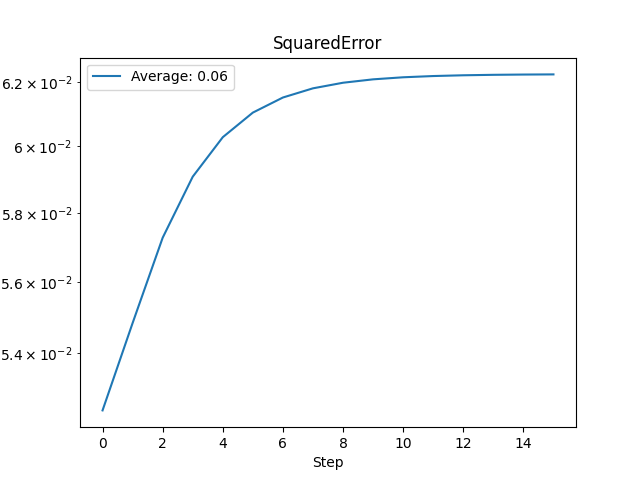 SquaredError
Average: 0.06
6.2 × 10⁻²
6 × 10⁻²
5.8 × 10⁻²
5.6 × 10⁻²
5.4 × 10⁻²
0 2 4 6 8 10 12 14
Step